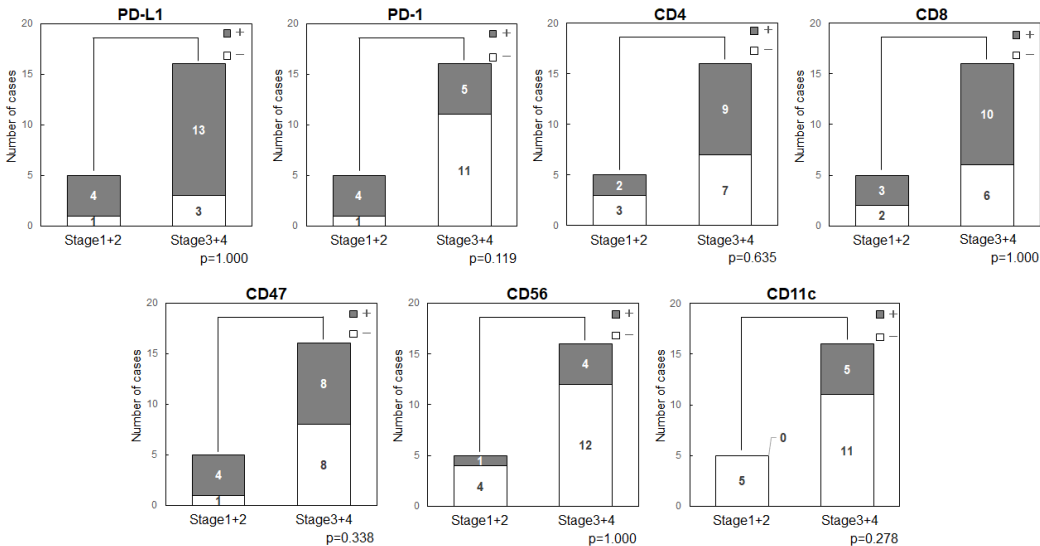 PD-L1
20
15
10
5
0
Number of cases
+
−
4
1
13
3
Stage1+2
Stage3+4
p=1.000
PD-1
20
15
10
5
0
Number of cases
+
−
4
1
5
11
Stage1+2
Stage3+4
p=0.119
CD4
20
15
10
5
0
Number of cases
+
−
2
3
9
7
Stage1+2
Stage3+4
p=0.635
CD8
20
15
10
5
0
Number of cases
+
−
3
2
10
6
Stage1+2
Stage3+4
p=1.000
CD47
20
15
10
5
0
Number of cases
+
−
4
1
8
8
Stage1+2
Stage3+4
p=0.338
CD56
20
15
10
5
0
Number of cases
+
−
1
4
4
12
Stage1+2
Stage3+4
p=1.000
CD11c
20
15
10
5
0
Number of cases
+
−
0
5
5
11
Stage1+2
Stage3+4
p=0.278